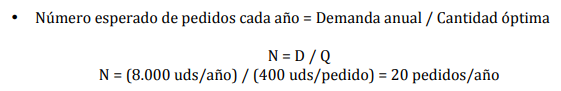 • Número esperado de pedidos cada año = Demanda anual / Cantidad óptima
N = D / Q
N = (8.000 uds/año) / (400 uds/pedido) = 20 pedidos/año